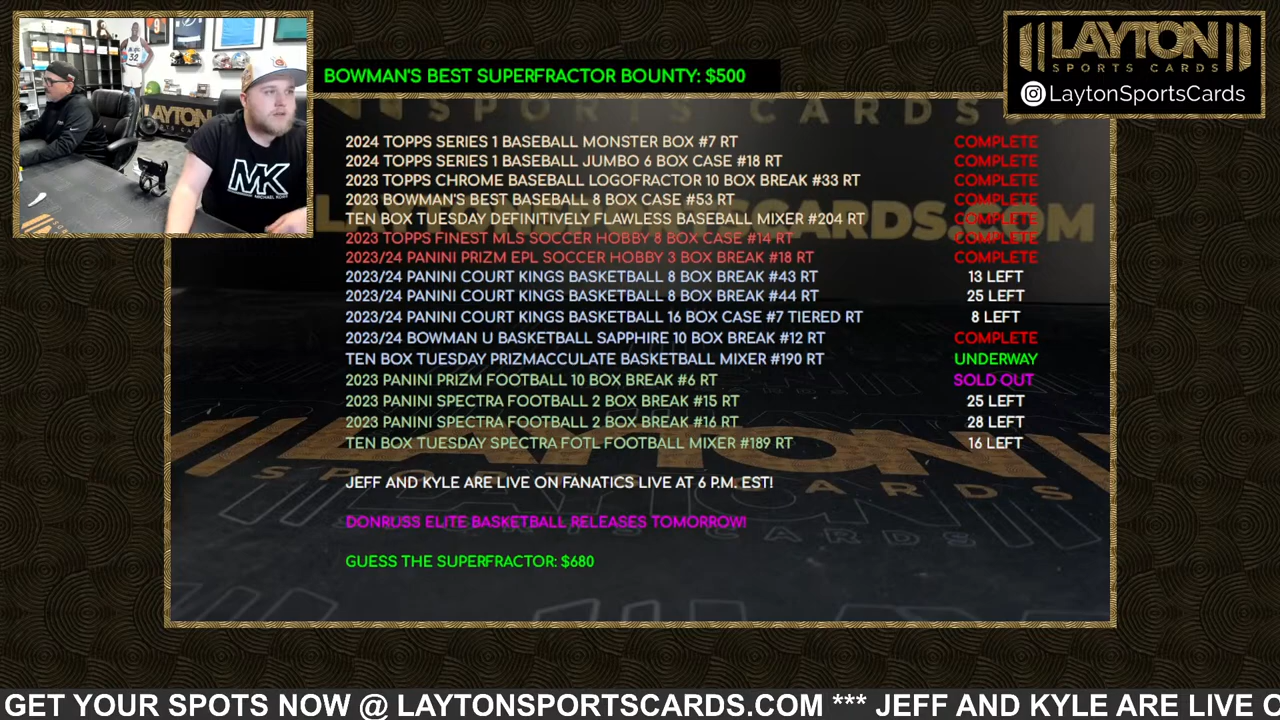 BOWMAN'S BEST SUPERFRACTOR BOUNTY: $500
LAYTON
SPORTS CARDS
LaytonSportsCards
LAYTON
MK
MICHAEL KORS
32
SPORTS CARDS
2024 TOPPS SERIES 1 BASEBALL MONSTER BOX #7 RT COMPLETE
2024 TOPPS SERIES 1 BASEBALL JUMBO 6 BOX CASE #18 RT COMPLETE
2023 TOPPS CHROME BASEBALL LOGOFRACTOR 10 BOX BREAK #33 RT COMPLETE
2023 BOWMAN'S BEST BASEBALL 8 BOX CASE #53 RT COMPLETE
TEN BOX TUESDAY DEFINITIVELY FLAWLESS BASEBALL MIXER #204 RT COMPLETE
2023 TOPPS FINEST MLS SOCCER HOBBY 8 BOX CASE #14 RT COMPLETE
2023/24 PANINI PRIZM EPL SOCCER HOBBY 3 BOX BREAK #18 RT COMPLETE
2023/24 PANINI COURT KINGS BASKETBALL 8 BOX BREAK #43 RT 13 LEFT
2023/24 PANINI COURT KINGS BASKETBALL 8 BOX BREAK #44 RT 25 LEFT
2023/24 PANINI COURT KINGS BASKETBALL 16 BOX CASE #7 TIERED RT 8 LEFT
2023/24 BOWMAN U BASKETBALL SAPPHIRE 10 BOX BREAK #12 RT COMPLETE
TEN BOX TUESDAY PRIZMACCULATE BASKETBALL MIXER #190 RT UNDERWAY
2023 PANINI PRIZM FOOTBALL 10 BOX BREAK #6 RT SOLD OUT
2023 PANINI SPECTRA FOOTBALL 2 BOX BREAK #15 RT 25 LEFT
2023 PANINI SPECTRA FOOTBALL 2 BOX BREAK #16 RT 28 LEFT
TEN BOX TUESDAY SPECTRA FOTL FOOTBALL MIXER #189 RT 16 LEFT
JEFF AND KYLE ARE LIVE ON FANATICS LIVE AT 6 P.M. EST!
DONRUSS ELITE BASKETBALL RELEASES TOMORROW!
GUESS THE SUPERFRACTOR: $680
GET YOUR SPOTS NOW @ LAYTONSPORTSCARDS.COM *** JEFF AND KYLE ARE LIVE